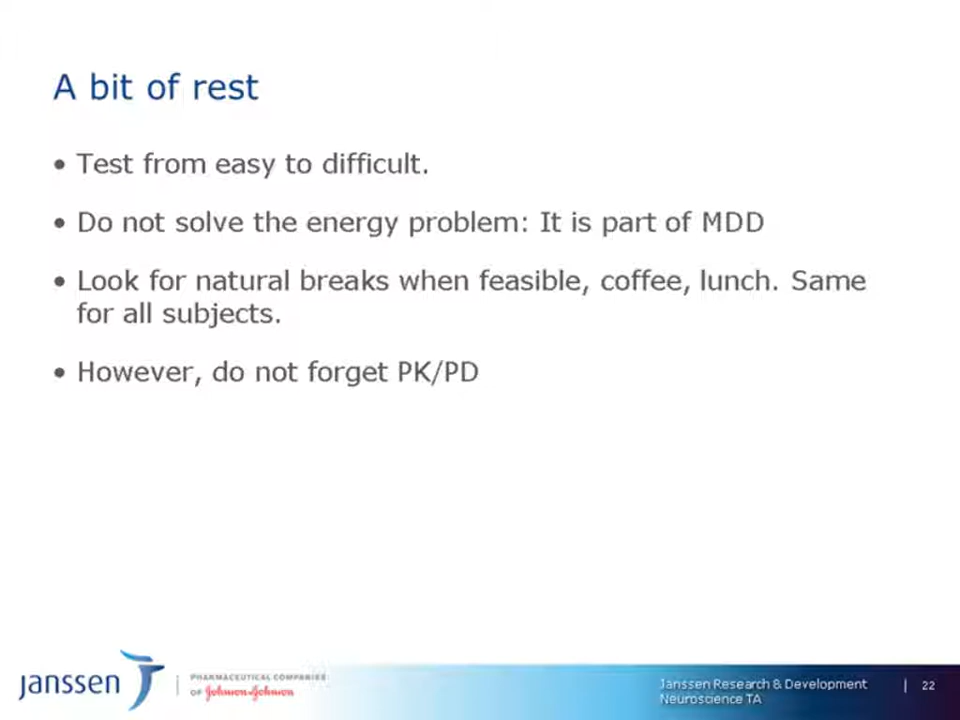 A bit of rest
• Test from easy to difficult.
• Do not solve the energy problem: It is part of MDD
• Look for natural breaks when feasible, coffee, lunch. Same
for all subjects.
• However, do not forget PK/PD
janssen
PHARMACEUTICAL COMPANIES
OF Johnson & Johnson
Janssen Research & Development
Neuroscience TA
| 22